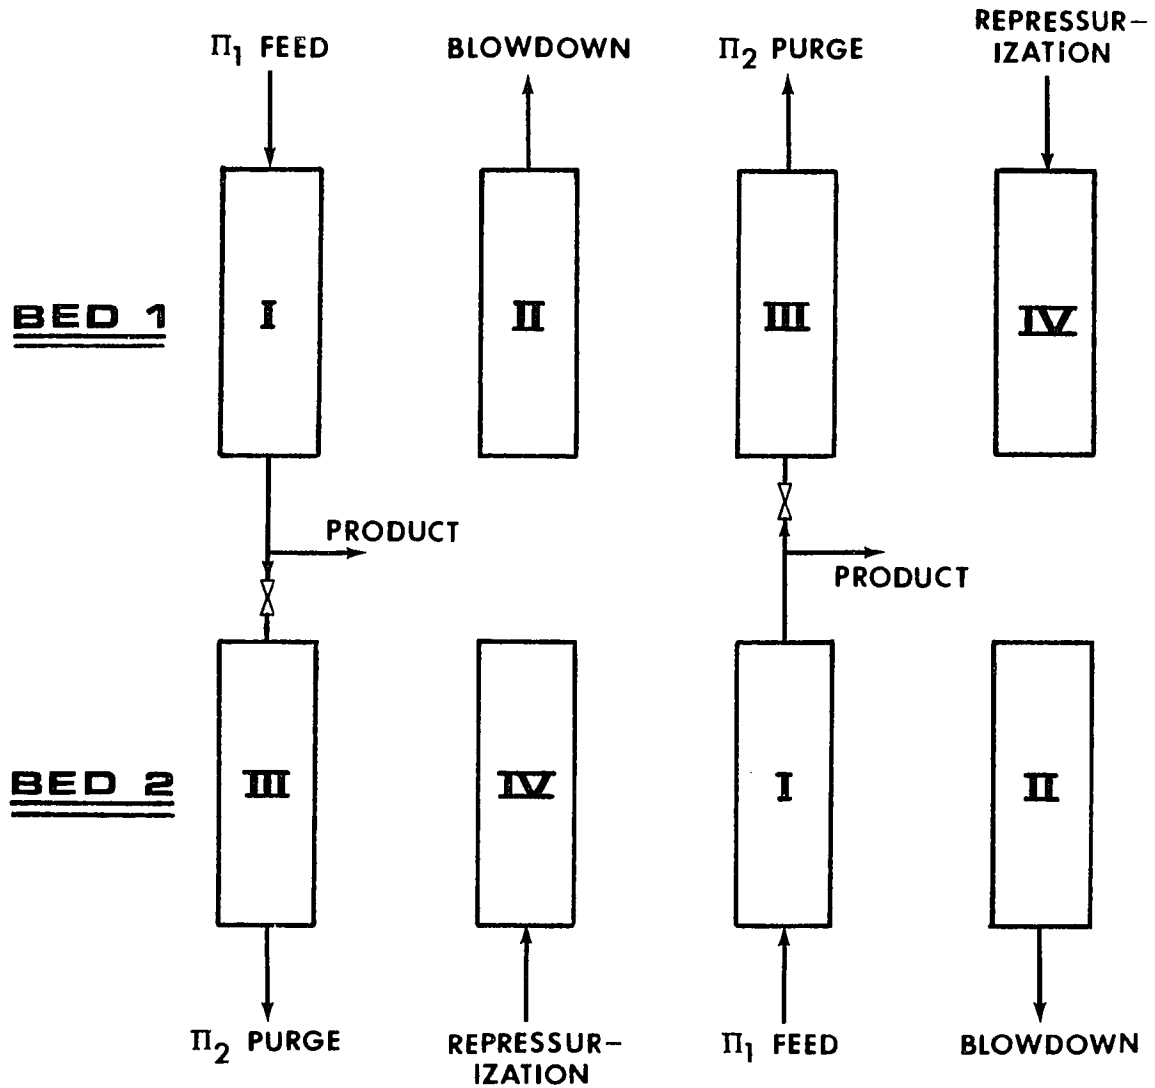 Π1 FEED
BLOWDOWN
Π2 PURGE
REPRESSUR-
IZATION
BED 1
I
II
III
IV
PRODUCT
PRODUCT
BED 2
III
IV
I
II
Π2 PURGE
REPRESSUR-
IZATION
Π1 FEED
BLOWDOWN